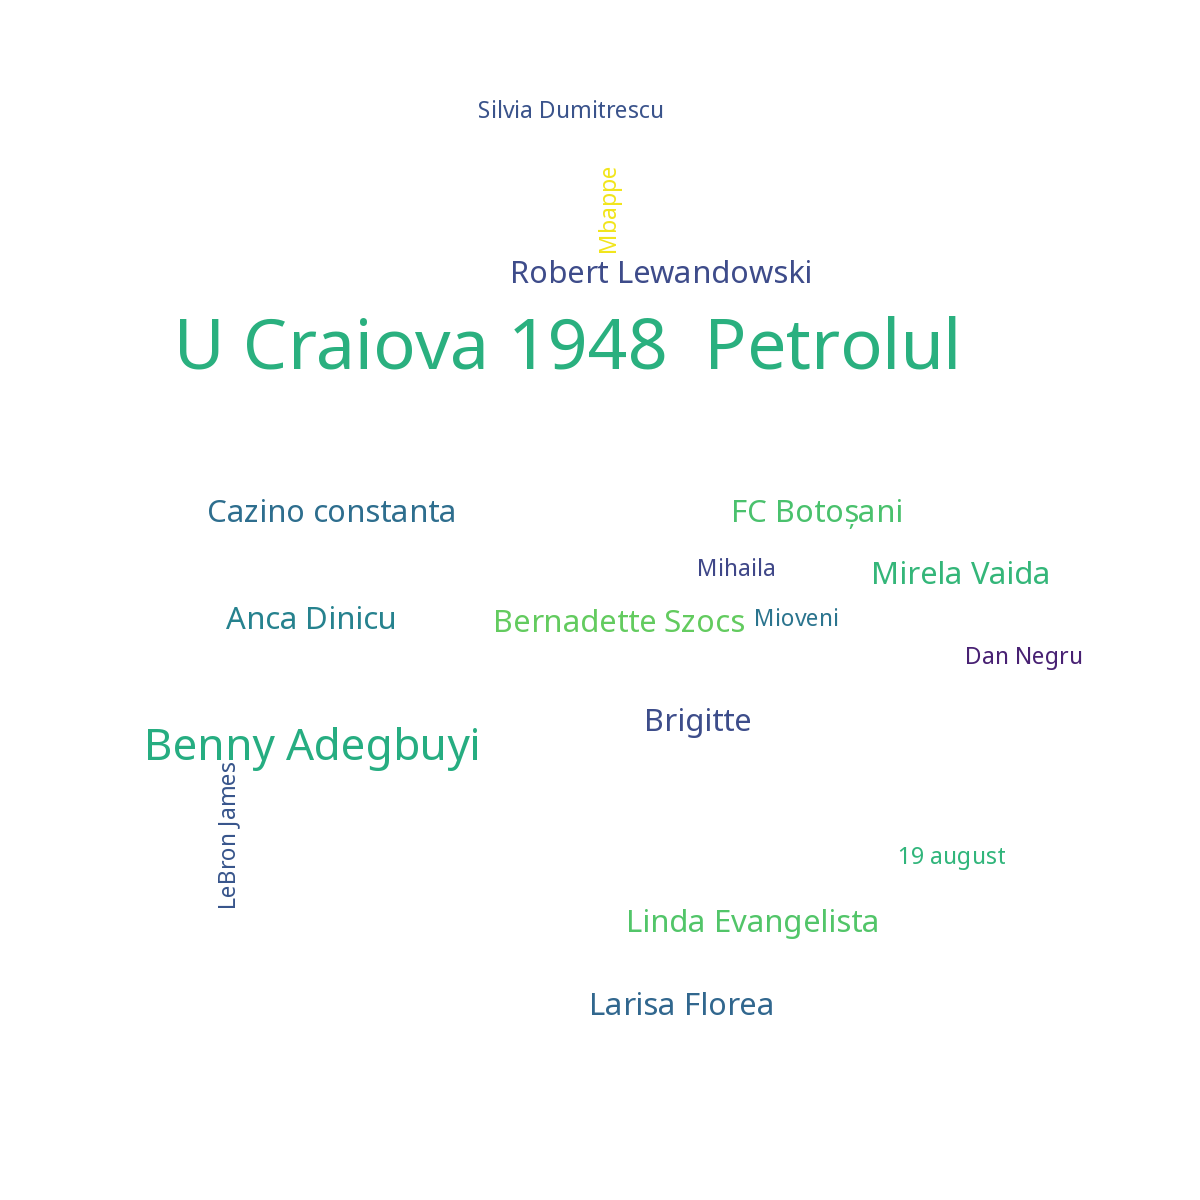 Silvia Dumitrescu
Mbappe
Robert Lewandowski
U Craiova 1948  Petrolul
Cazino constanta
FC Botoșani
Mihaila
Mirela Vaida
Anca Dinicu
Bernadette Szocs
Mioveni
Dan Negru
Brigitte
Benny Adegbuyi
LeBron James
19 august
Linda Evangelista
Larisa Florea